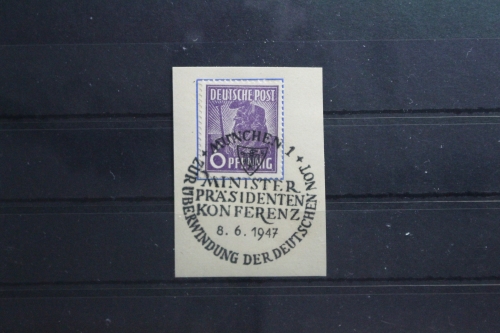 DEUTSCHE POST
6 PFENNIG
MÜNCHEN 1
MINISTER
PRÄSIDENTEN
KONFERENZ
8. 6. 1947
ZUR ÜBERWINDUNG DER DEUTSCHEN NOT